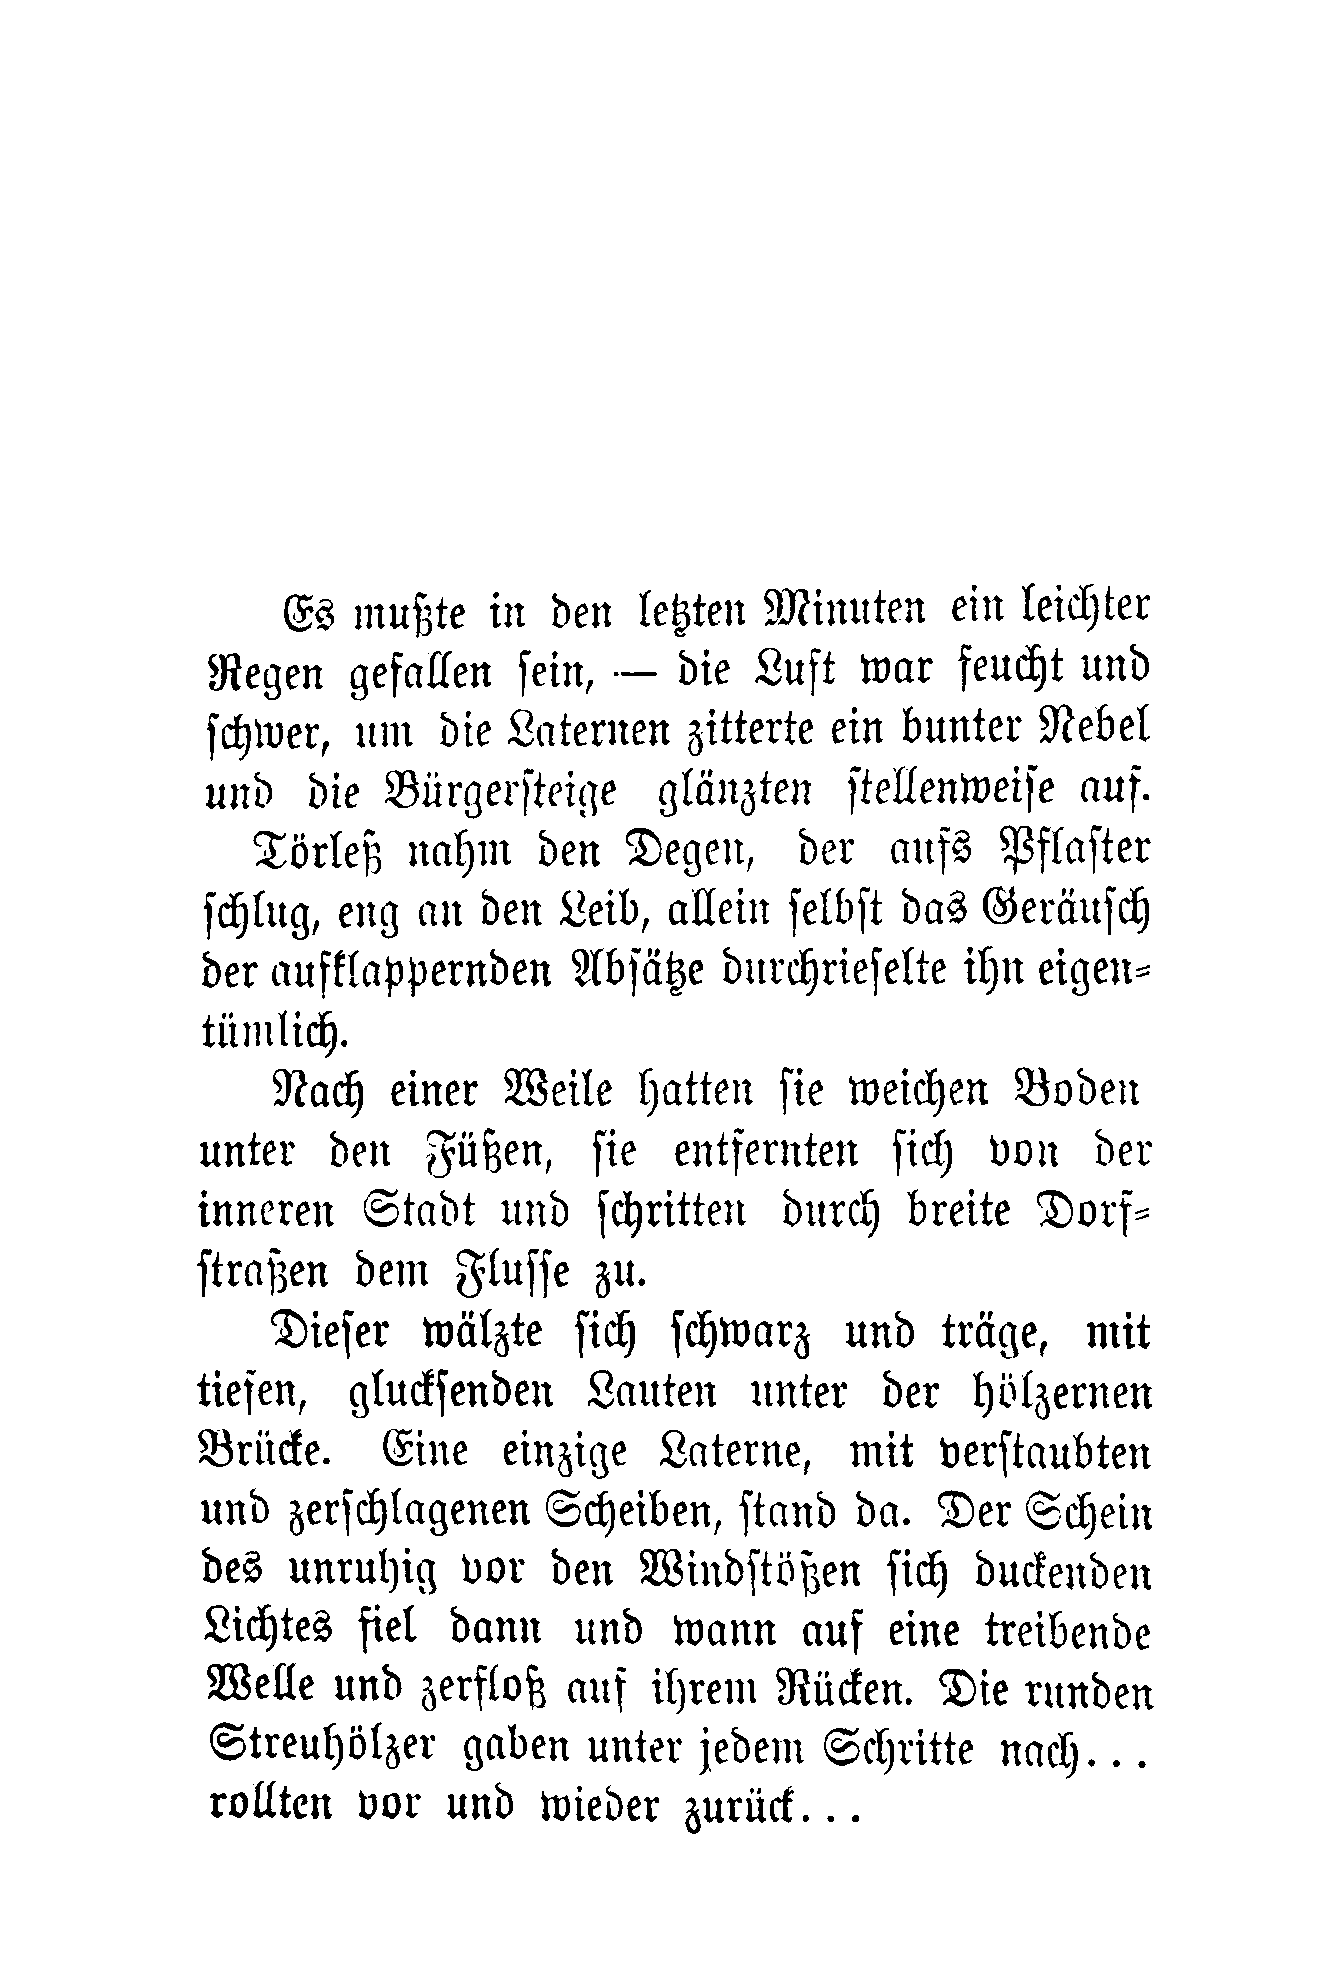 Es mußte in den letzten Minuten ein leichter
Regen gefallen sein, — die Luft war feucht und
schwer, um die Laternen zitterte ein bunter Nebel
und die Bürgersteige glänzten stellenweise auf.
Törleß nahm den Degen, der aufs Pflaster
schlug, eng an den Leib, allein selbst das Geräusch
der aufklappernden Absätze durchrieselte ihn eigen-
tümlich.
Nach einer Weile hatten sie weichen Boden
unter den Füßen, sie entfernten sich von der
inneren Stadt und schritten durch breite Dorf-
straßen dem Flusse zu.
Dieser wälzte sich schwarz und träge, mit
tiefen, glucksenden Lauten unter der hölzernen
Brücke. Eine einzige Laterne, mit verstaubten
und zerschlagenen Scheiben, stand da. Der Schein
des unruhig vor den Windstößen sich duckenden
Lichtes fiel dann und wann auf eine treibende
Welle und zerfloß auf ihrem Rücken. Die runden
Streuhölzer gaben unter jedem Schritte nach...
rollten vor und wieder zurück...